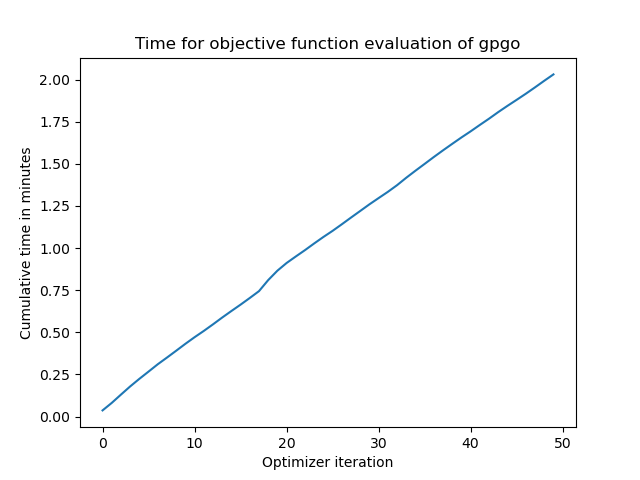 Time for objective function evaluation of gpgo
2.00
1.75
1.50
1.25
1.00
0.75
0.50
0.25
0.00
Cumulative time in minutes
0 10 20 30 40 50
Optimizer iteration